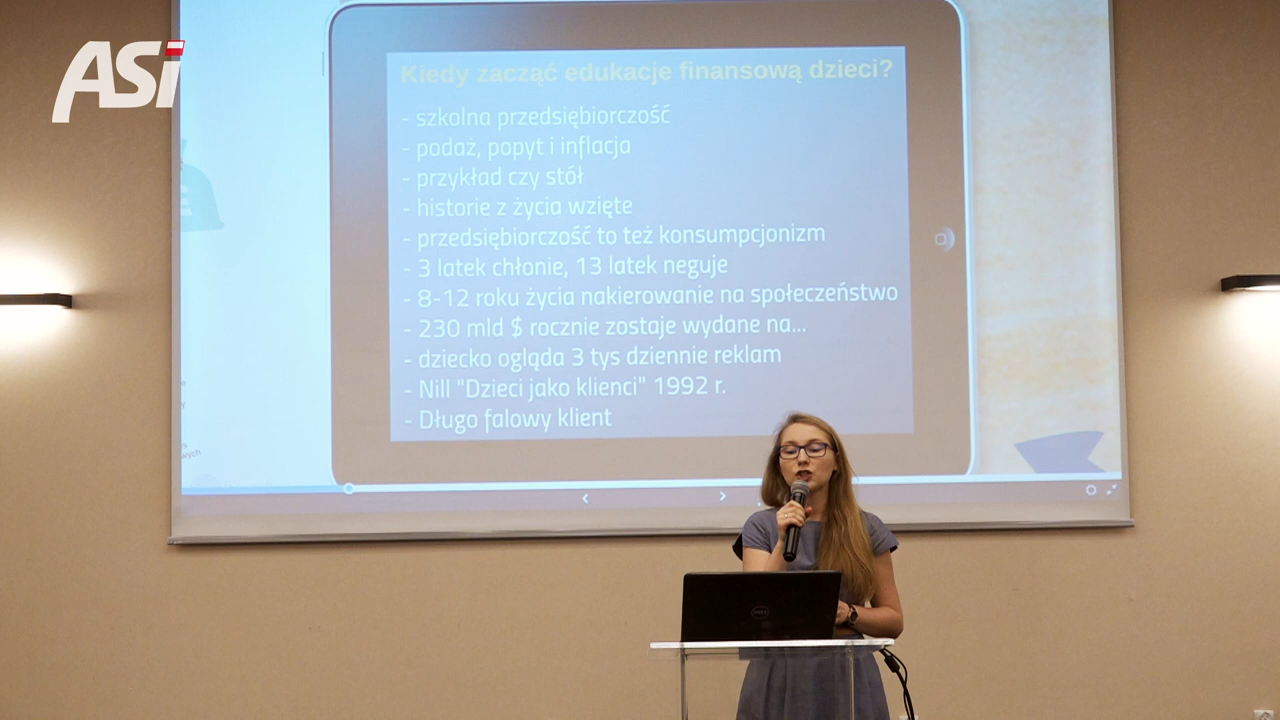 ASi
Kiedy zacząć edukacje finansową dzieci?
- szkolna przedsiębiorczość
- podaż, popyt i inflacja
- przykład czy stół
- historie z życia wzięte
- przedsiębiorczość to też konsumpcjonizm
- 3 latek chłonie, 13 latek neguje
- 8-12 roku życia nakierowanie na społeczeństwo
- 230 mld $ rocznie zostaje wydane na...
- dziecko ogląda 3 tys dziennie reklam
- Nill "Dzieci jako klienci" 1992 r.
- Długo falowy klient
DELL